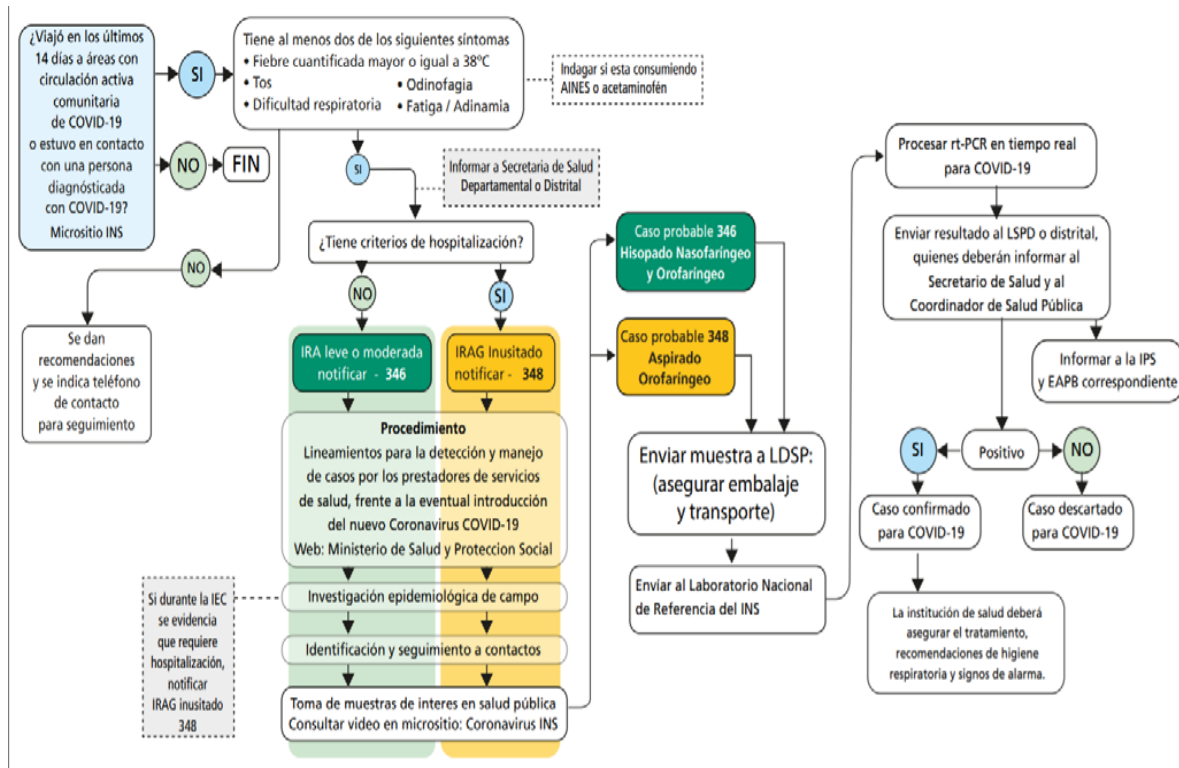 ¿Viajó en los últimos
14 días a áreas con
circulación activa
comunitaria
de COVID-19
o estuvo en contacto
con una persona
diagnósticada
con COVID-19?
Micrositio INS
SI
NO
FIN
Tiene al menos dos de los siguientes síntomas
• Fiebre cuantificada mayor o igual a 38ºC
• Tos
• Odinofagia
• Dificultad respiratoria
• Fatiga / Adinamia
Indagar si esta consumiendo
AINES o acetaminofén
NO
Se dan
recomendaciones
y se indica teléfono
de contacto
para seguimiento
SI
Informar a Secretaria de Salud
Departamental o Distrital
¿Tiene criterios de hospitalización?
NO
SI
IRA leve o moderada
notificar - 346
IRAG Inusitado
notificar - 348
Procedimiento
Lineamientos para la detección y manejo
de casos por los prestadores de servicios
de salud, frente a la eventual introducción
del nuevo Coronavirus COVID-19
Web: Ministerio de Salud y Proteccion Social
Investigación epidemiológica de campo
Si durante la IEC
se evidencia
que requiere
hospitalización,
notificar
IRAG inusitado
348
Identificación y seguimiento a contactos
Toma de muestras de interes en salud pública
Consultar video en micrositio: Coronavirus INS
Caso probable 346
Hisopado Nasofaríngeo
y Orofaríngeo
Caso probable 348
Aspirado
Orofaríngeo
Enviar muestra a LDSP:
(asegurar embalaje
y transporte)
Enviar al Laboratorio Nacional
de Referencia del INS
Procesar rt-PCR en tiempo real
para COVID-19
Enviar resultado al LSPD o distrital,
quienes deberán informar al
Secretario de Salud y al
Coordinador de Salud Pública
Informar a la IPS
y EAPB correspondiente
Positivo
SI
NO
Caso confirmado
para COVID-19
Caso descartado
para COVID-19
La institución de salud deberá
asegurar el tratamiento,
recomendaciones de higiene
respiratoria y signos de alarma.